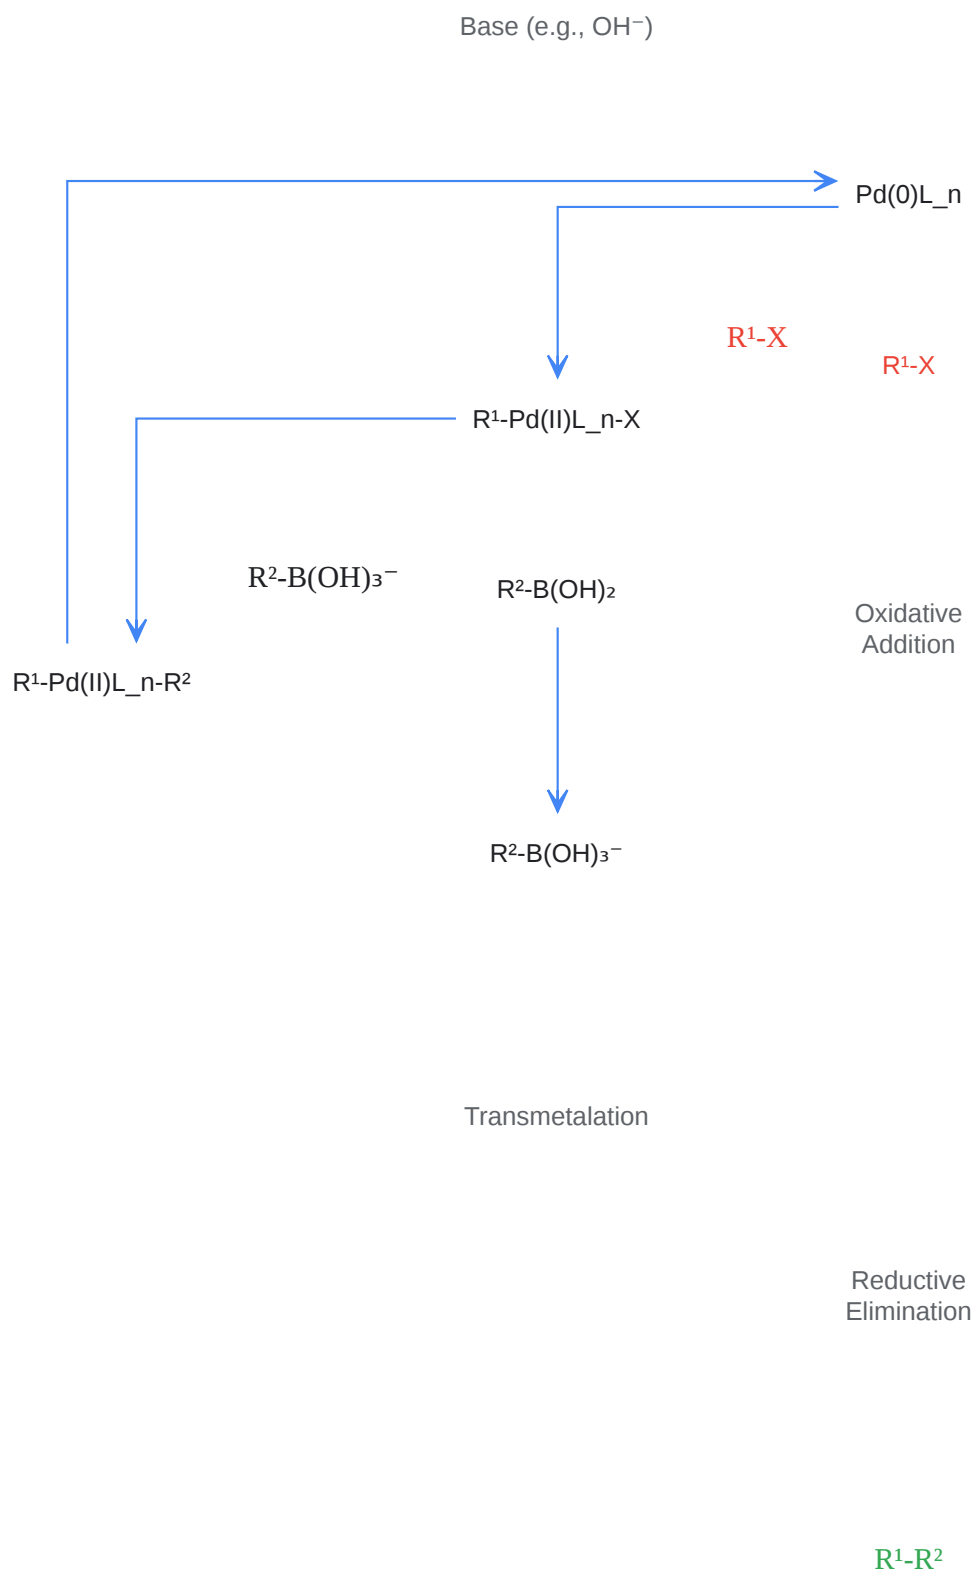 Base (e.g., OH⁻)
Pd(0)L_n
R¹-X
R¹-X
R¹-Pd(II)L_n-X
R²-B(OH)₃⁻
R²-B(OH)₂
Oxidative
Addition
R¹-Pd(II)L_n-R²
R²-B(OH)₃⁻
Transmetalation
Reductive
Elimination
R¹-R²